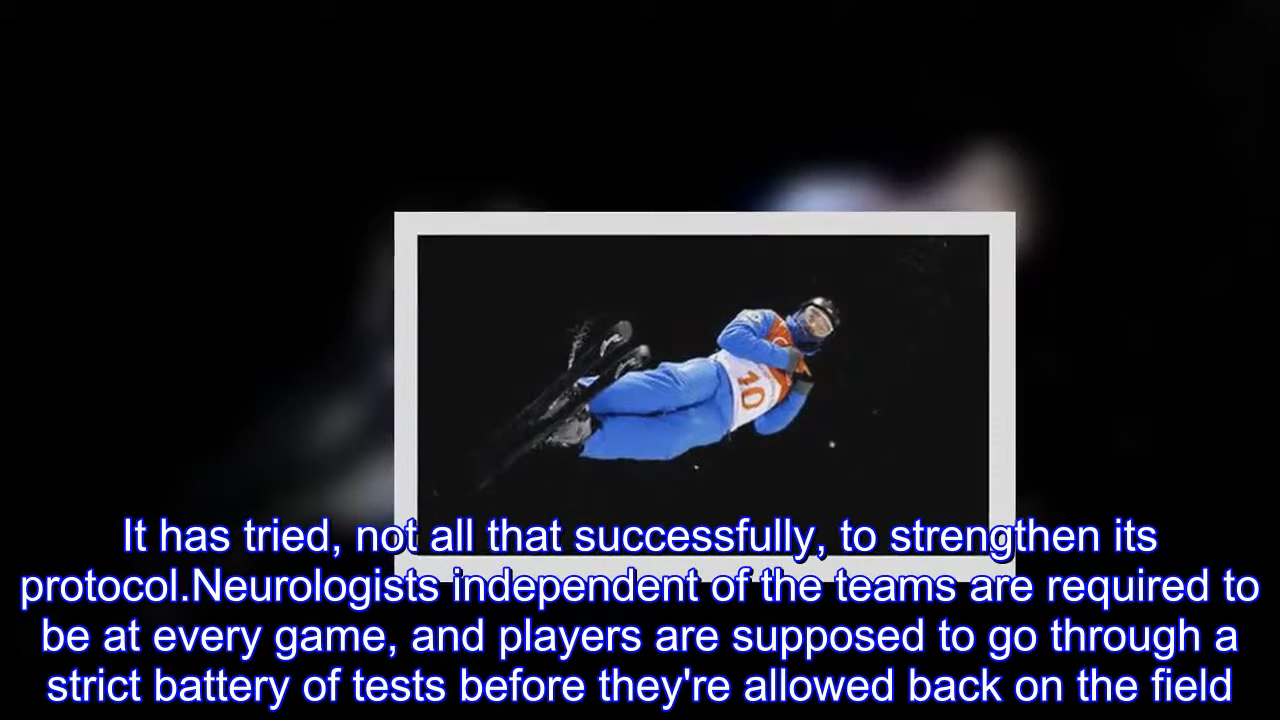 10
It has tried, not all that successfully, to strengthen its
protocol.Neurologists independent of the teams are required to
be at every game, and players are supposed to go through a
strict battery of tests before they're allowed back on the field